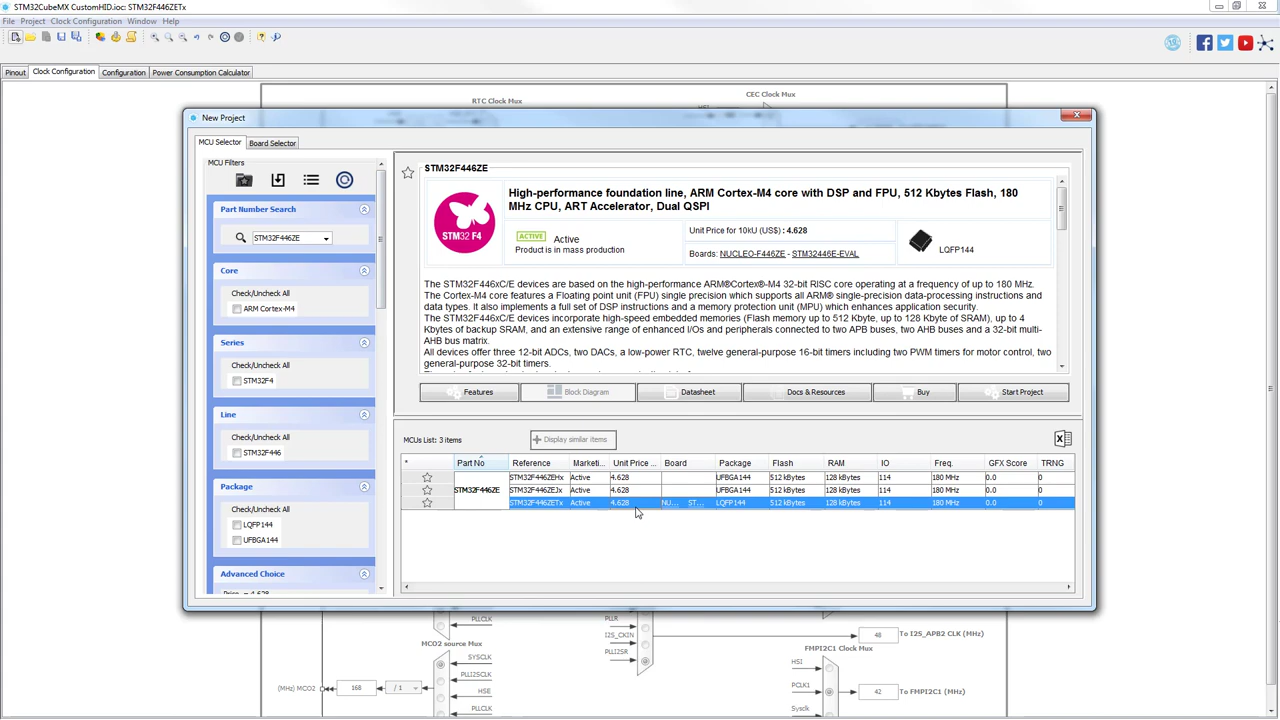 STM32CubeMX CustomHID.ioc: STM32F446ZETx
File Project Clock Configuration Window Help
Pinout Clock Configuration Configuration Power Consumption Calculator
RTC Clock Mux
CEC Clock Mux
HSI
New Project
MCU Selector Board Selector
MCU Filters
Part Number Search
STM32F446ZE
Core
Check/Uncheck All
ARM Cortex-M4
Series
Check/Uncheck All
STM32F4
Line
Check/Uncheck All
STM32F446
Package
Check/Uncheck All
LQFP144
UFBGA144
Advanced Choice
Price = 4.628
STM32F446ZE
STM32 F4
High-performance foundation line, ARM Cortex-M4 core with DSP and FPU, 512 Kbytes Flash, 180
MHz CPU, ART Accelerator, Dual QSPI
ACTIVE Active
Product is in mass production
Unit Price for 10kU (US$) : 4.628
Boards: NUCLEO-F446ZE - STM32446E-EVAL
LQFP144
The STM32F446xC/E devices are based on the high-performance ARM®Cortex®-M4 32-bit RISC core operating at a frequency of up to 180 MHz.
The Cortex-M4 core features a Floating point unit (FPU) single precision which supports all ARM® single-precision data-processing instructions and
data types. It also implements a full set of DSP instructions and a memory protection unit (MPU) which enhances application security.
The STM32F446xC/E devices incorporate high-speed embedded memories (Flash memory up to 512 Kbyte, up to 128 Kbyte of SRAM), up to 4
Kbytes of backup SRAM, and an extensive range of enhanced I/Os and peripherals connected to two APB buses, two AHB buses and a 32-bit multi-
AHB bus matrix.
All devices offer three 12-bit ADCs, two DACs, a low-power RTC, twelve general-purpose 16-bit timers including two PWM timers for motor control, two
general-purpose 32-bit timers.
Features Block Diagram Datasheet Docs & Resources Buy Start Project
MCUs List: 3 items
+ Display similar items
* Part No Reference Marketi... Unit Price ... Board Package Flash RAM IO Freq. GFX Score TRNG
STM32F446ZEHx Active 4.628 UFBGA144 512 kBytes 128 kBytes 114 180 MHz 0.0 0
STM32F446ZE STM32F446ZEJx Active 4.628 UFBGA144 512 kBytes 128 kBytes 114 180 MHz 0.0 0
STM32F446ZETx Active 4.628 NU... ST... LQFP144 512 kBytes 128 kBytes 114 180 MHz 0.0 0
PLLCLK
MCO2 source Mux
SYSCLK
PLLI2SCLK
HSE
PLLCLK
(MHz) MCO2 168 / 1
PLLR
I2S_CKIN
PLLI2SR
48 To I2S_APB2 CLK (MHz)
FMPI2C1 Clock Mux
HSI
PCLK1
42 To FMPI2C1 (MHz)
Sysclk